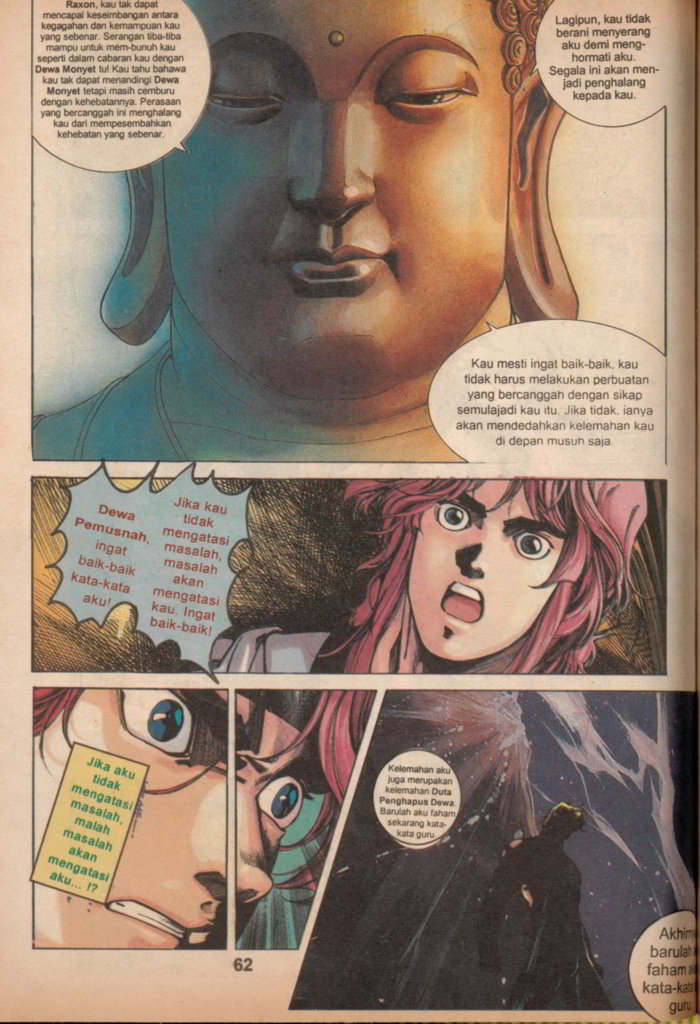 Raxon, kau tak dapat
mencapai keseimbangan antara
kegagahan dan kemampuan kau
yang sebenar. Serangan tiba-tiba
mampu untuk mem-bunuh kau
seperti dalam cabaran kau dengan
Dewa Monyet tu! Kau tahu bahawa
kau tak dapat menandingi Dewa
Monyet tetapi masih cemburu
dengan kehebatannya. Perasaan
yang bercanggah ini menghalang
kau dari mempesembahkan
kehebatan yang sebenar.
Lagipun, kau tidak
berani menyerang
aku demi meng-
hormati aku.
Segala ini akan men-
jadi penghalang
kepada kau.
Kau mesti ingat baik-baik, kau
tidak harus melakukan perbuatan
yang bercanggah dengan sikap
semulajadi kau itu. Jika tidak, ianya
akan mendedahkan kelemahan kau
di depan musuh saja.
Dewa
Pemusnah,
ingat
baik-baik
kata-kata
aku!
Jika kau
tidak
mengatasi
masalah,
masalah
akan
mengatasi
kau. Ingat
baik-baik!
Jika aku
tidak
mengatasi
masalah,
malah
masalah
akan
mengatasi
aku... !?
Kelemahan aku
juga merupakan
kelemahan Duta
Penghapus Dewa.
Barulah aku faham
sekarang kata-
kata guru.
barulah
faham
guru
62